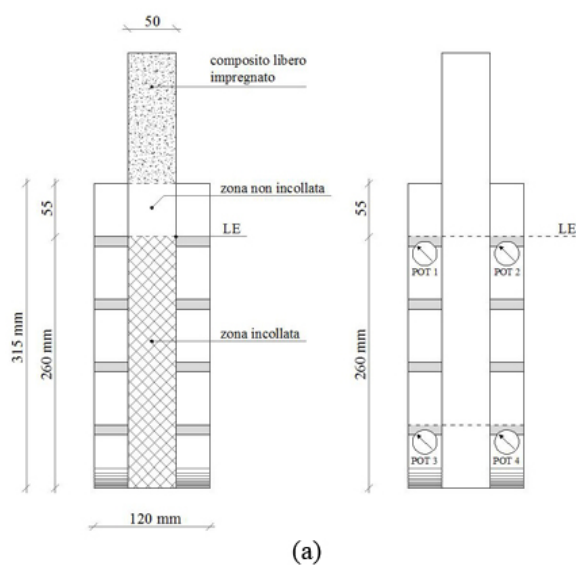 50
composito libero
impregnato
zona non incollata
LE
zona incollata
55
315 mm
260 mm
120 mm
55
260 mm
LE
POT 1
POT 2
POT 3
POT 4
(a)